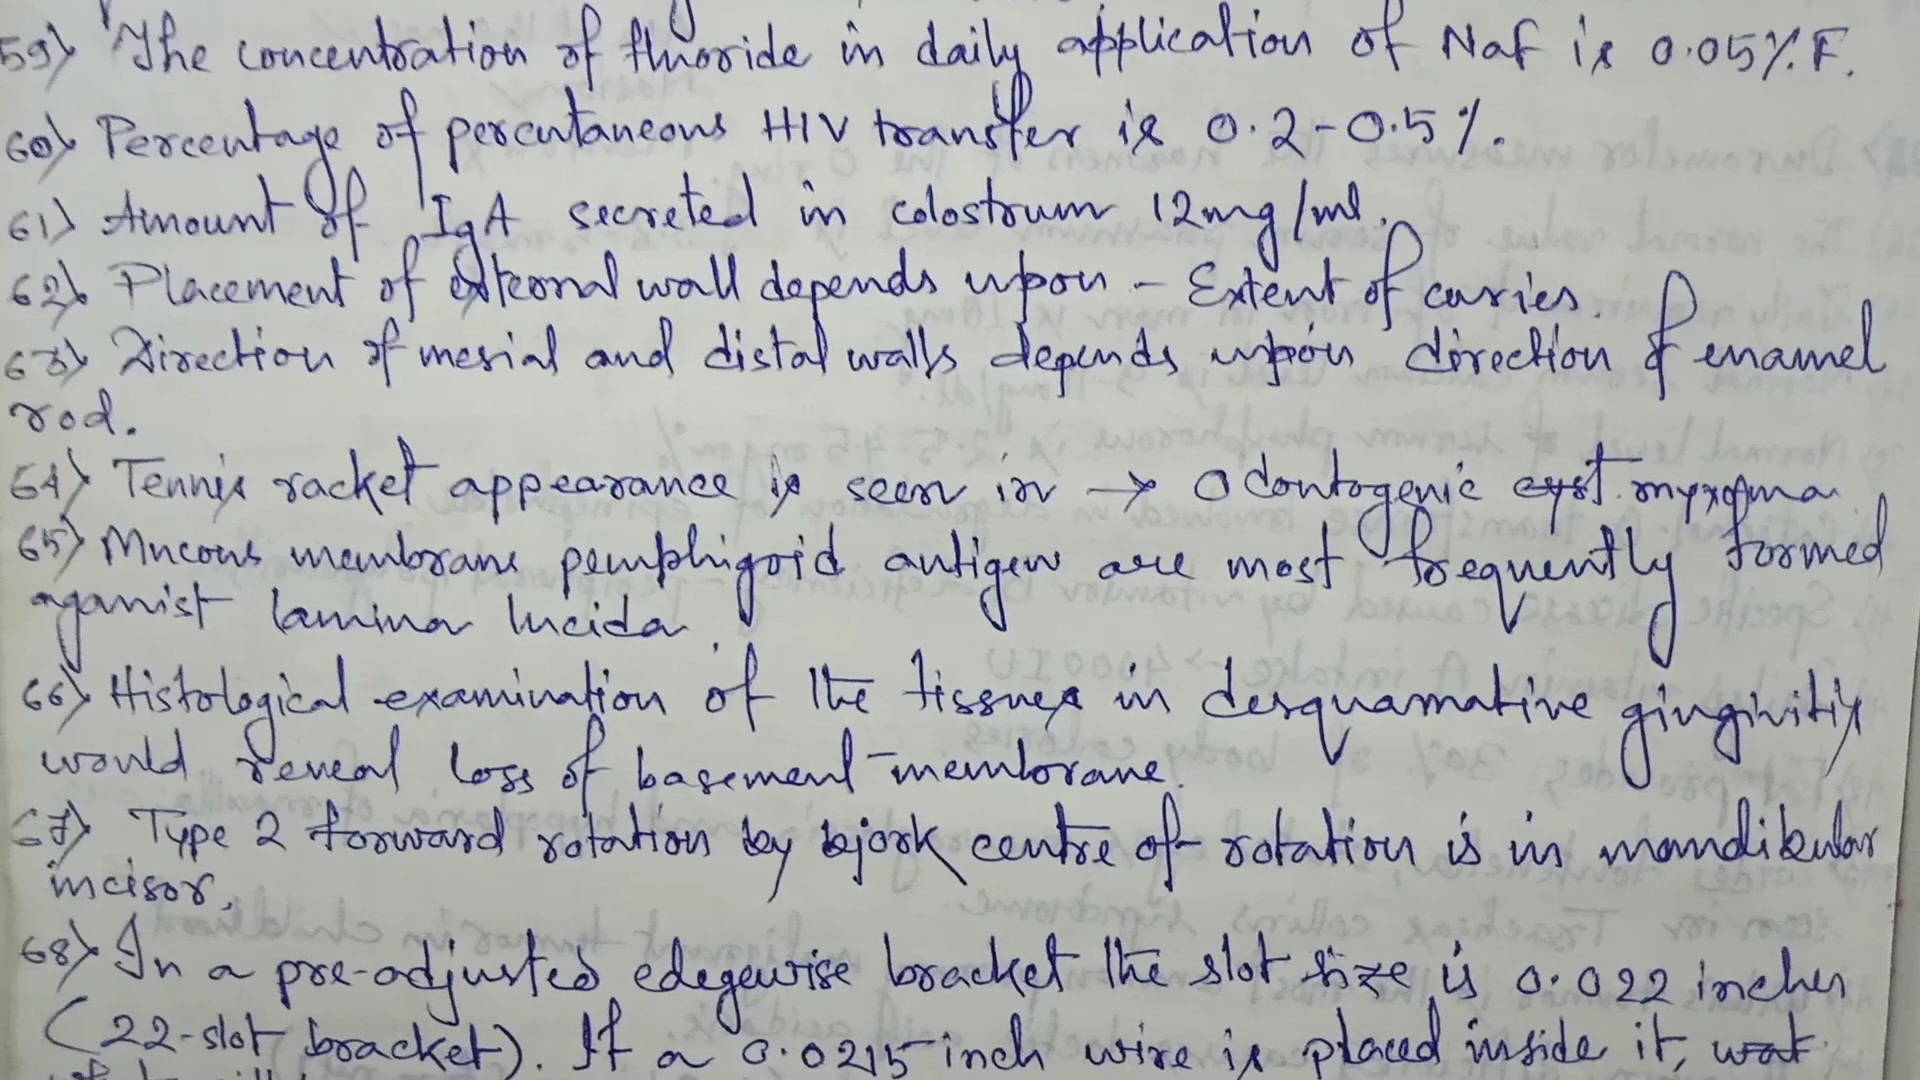 59) The concentration of fluoride in daily application of NaF is 0.05%.F.
60) Percentage of percutaneous HIV transfer is 0.2-0.5%.
61) Amount of IgA secreted in colostrum 12mg/ml.
62) Placement of external wall depends upon - Extent of caries.
63) Direction of mesial and distal walls depends upon direction of enamel
rod.
64) Tennis racket appearance is seen in → Odontogenic cyst myxoma
65) Mucous membrane pemphigoid antigen are most frequently formed
aganist lamina lucida.
66) Histological examination of the tissues in desquamative gingivitis
would reveal loss of basement-membrane.
67) Type 2 forward rotation by bjork centre of rotation is in mandibular
incisor.
68) In a pre-adjusted edegewise bracket the slot size is 0.022 inches
(22-slot bracket). If a 0.0215 inch wire is placed inside it, wat